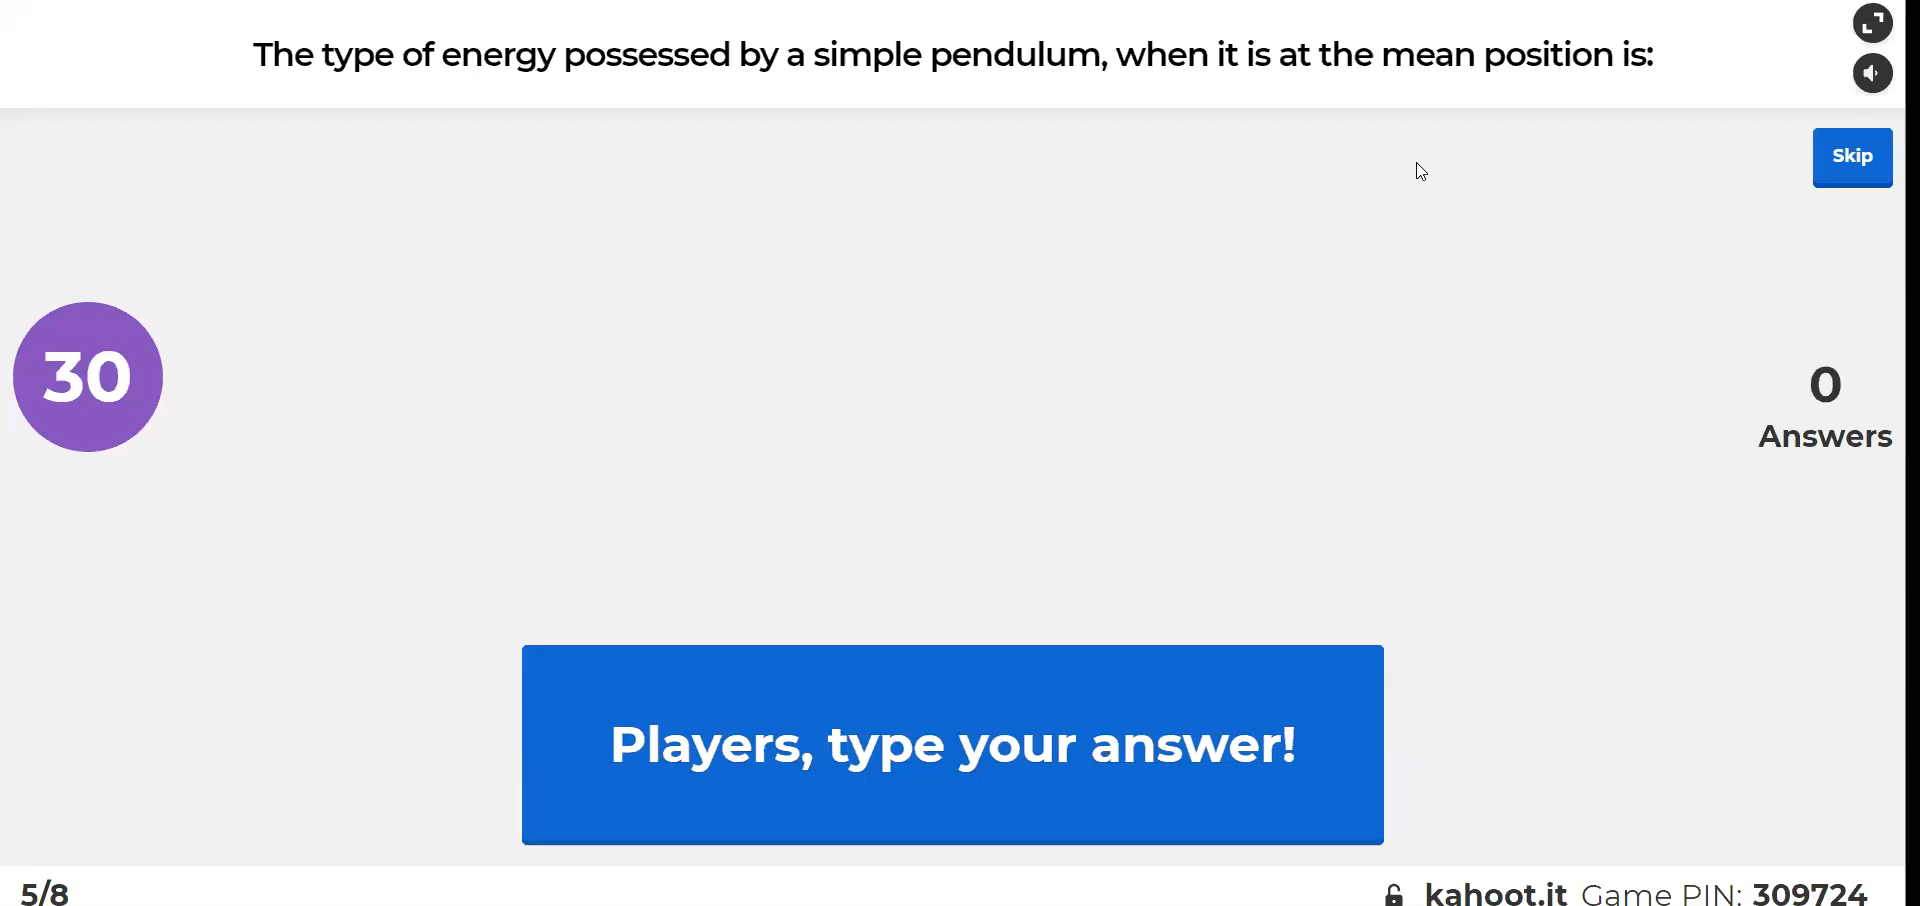 The type of energy possessed by a simple pendulum, when it is at the mean position is:
Skip
30
0
Answers
Players, type your answer!
5/8
kahoot.it Game PIN: 309724